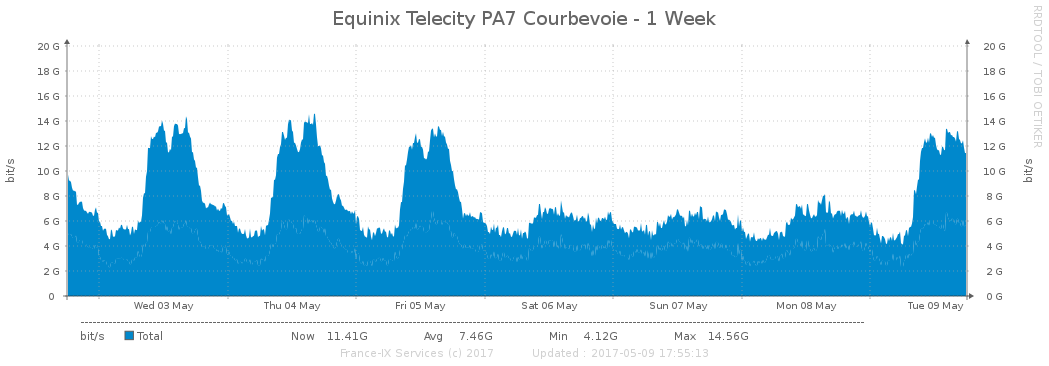 Equinix Telecity PA7 Courbevoie - 1 Week
RRDTOOL / TOBI OETIKER
bit/s
20 G
18 G
16 G
14 G
12 G
10 G
8 G
6 G
4 G
2 G
0
20 G
18 G
16 G
14 G
12 G
10 G
8 G
6 G
4 G
2 G
0 G
bit/s
Wed 03 May Thu 04 May Fri 05 May Sat 06 May Sun 07 May Mon 08 May Tue 09 May
bit/s Total Now 11.41G Avg 7.46G Min 4.12G Max 14.56G
France-IX Services (c) 2017 Updated : 2017-05-09 17:55:13